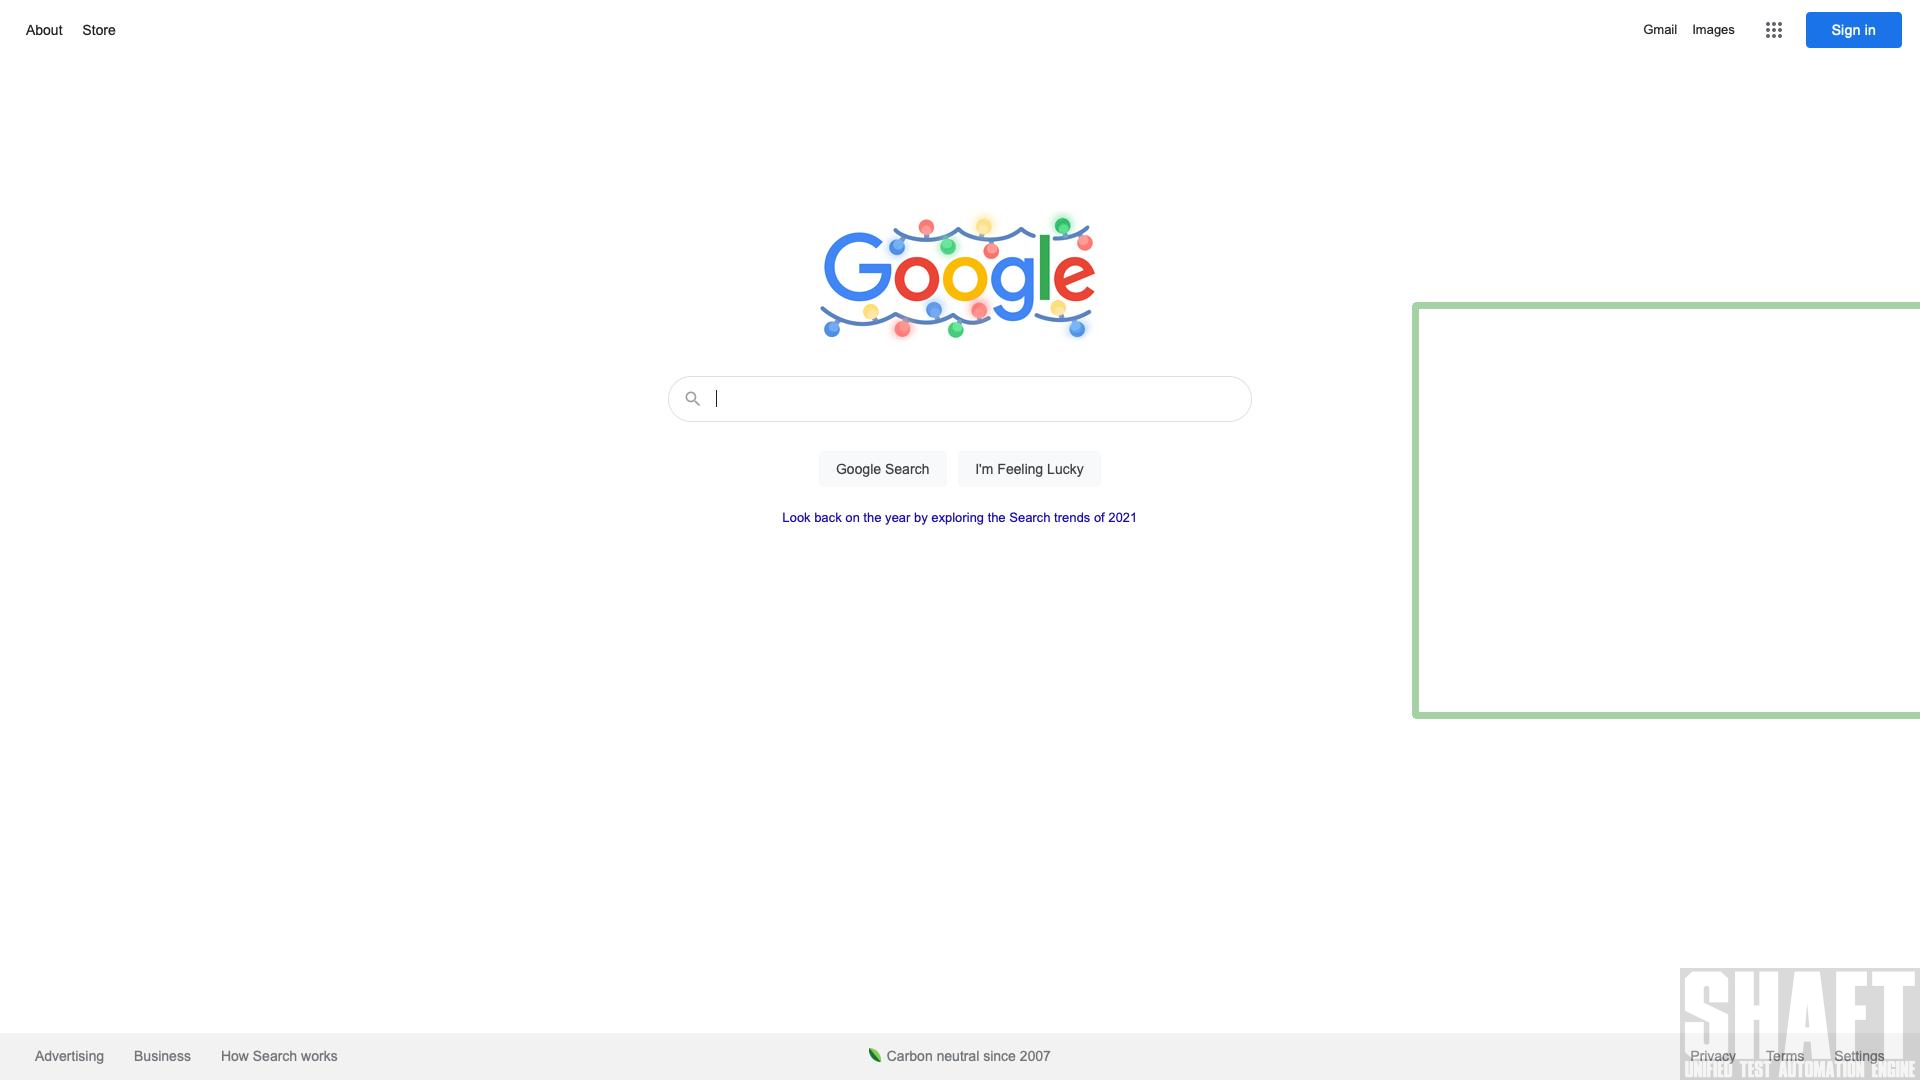 About Store
Gmail Images
Sign in
Google
Google Search
I'm Feeling Lucky
Look back on the year by exploring the Search trends of 2021
Advertising Business How Search works
Carbon neutral since 2007
Privacy Terms Settings
SHAFT
UNIFIED TEST AUTOMATION ENGINE